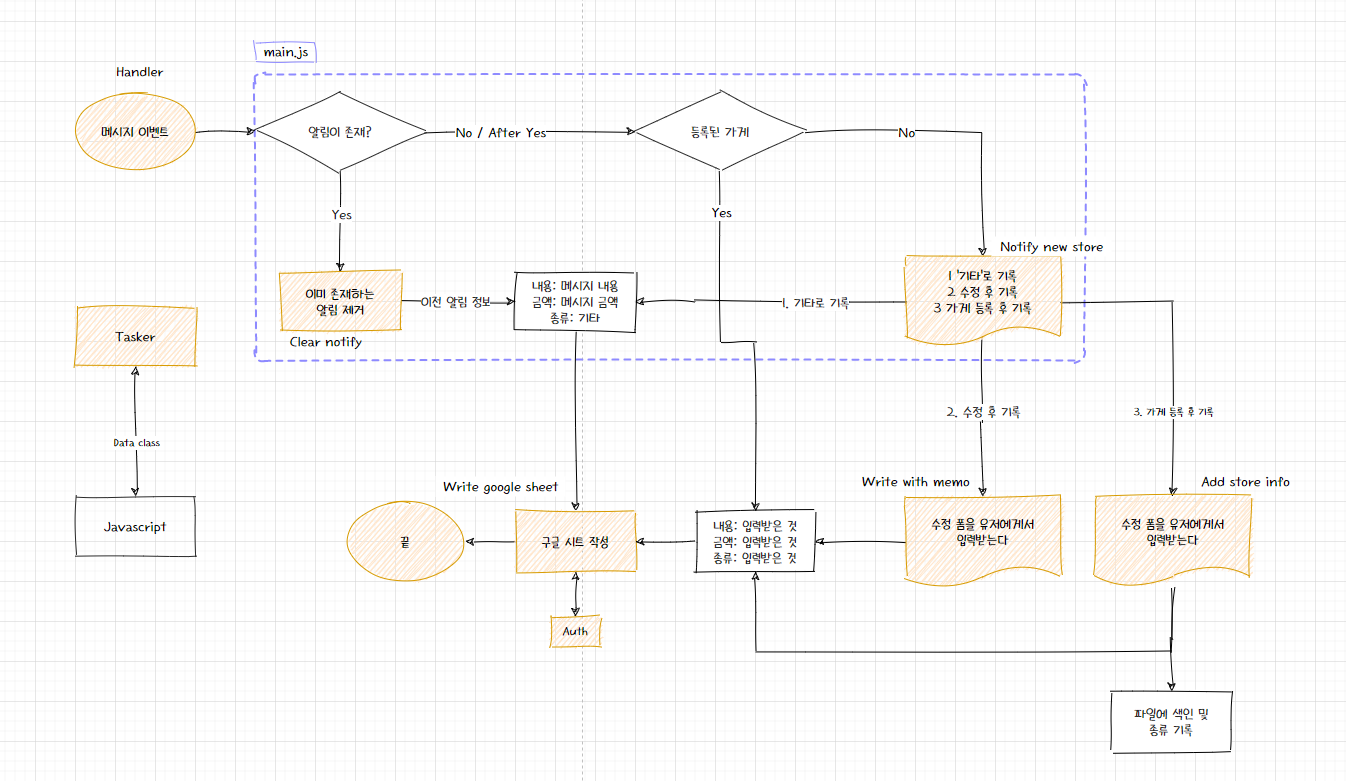 main.js
Handler
메시지 이벤트
알림이 존재?
No / After Yes
등록된 가게
No
Yes
Yes
Notify new store
1 '기타'로 기록
2 수정 후 기록
3 가게 등록 후 기록
이미 존재하는
알림 제거
Clear notify
이전 알림 정보
내용: 메시지 내용
금액: 메시지 금액
종류: 기타
1. 기타로 기록
Tasker
Data class
Javascript
2. 수정 후 기록
3. 가게 등록 후 기록
Write google sheet
Write with memo
Add store info
끝
구글 시트 작성
내용: 입력받은 것
금액: 입력받은 것
종류: 입력받은 것
수정 폼을 유저에게서
입력받는다
수정 폼을 유저에게서
입력받는다
Auth
파일에 색인 및
종류 기록